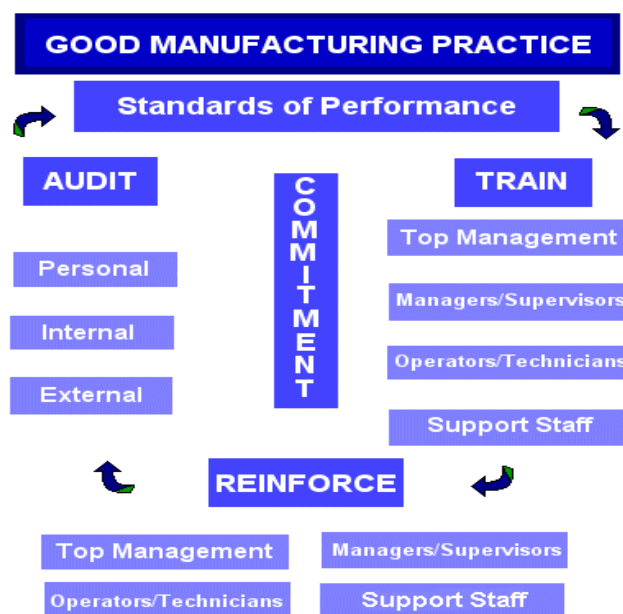 GOOD MANUFACTURING PRACTICE
Standards of Performance
AUDIT
Personal
Internal
External
COMMITMENT
TRAIN
Top Management
Managers/Supervisors
Operators/Technicians
Support Staff
REINFORCE
Top Management
Managers/Supervisors
Operators/Technicians
Support Staff